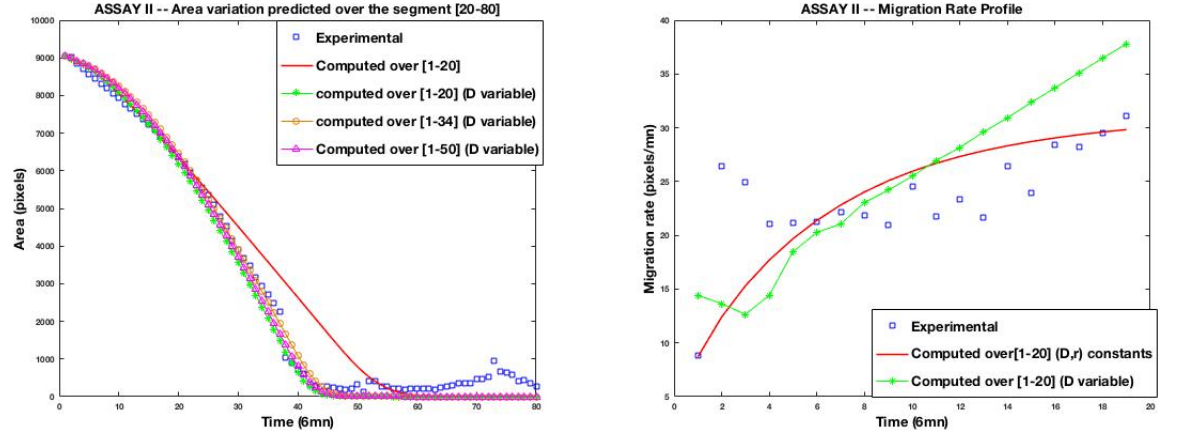 ASSAY II -- Area variation predicted over the segment [20-80]
10000
9000
8000
7000
6000
5000
4000
3000
2000
1000
0
Area (pixels)
Experimental
Computed over [1-20]
computed over [1-20] (D variable)
computed over [1-34] (D variable)
Computed over [1-50] (D variable)
0 10 20 30 40 50 60 70 80
Time (6mn)
ASSAY II -- Migration Rate Profile
40
35
30
25
20
15
10
5
Migration rate (pixels/mn)
Experimental
Computed over[1-20] (D,r) constants
Computed over [1-20] (D variable)
0 2 4 6 8 10 12 14 16 18 20
Time (6mn)